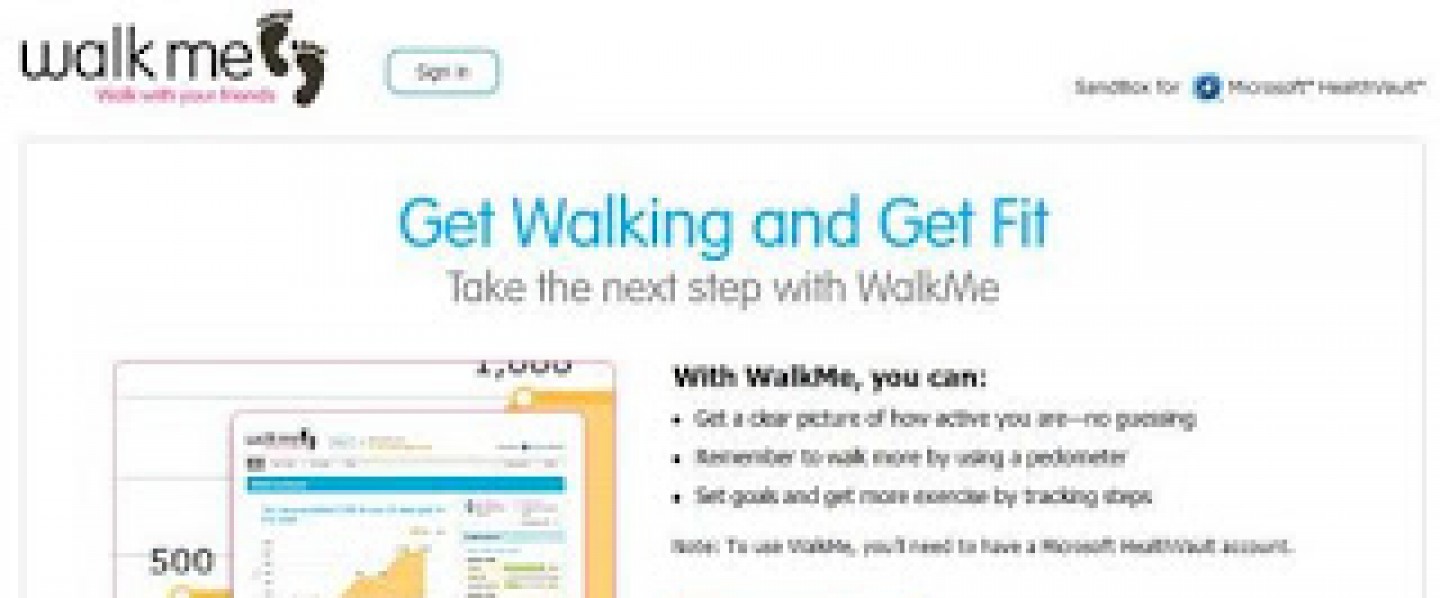 walk me
Walk with your friends
Sign In
Sandbox for Microsoft® HealthVault™
Get Walking and Get Fit
Take the next step with WalkMe
1,000
With WalkMe, you can:
• Get a clear picture of how active you are—no guessing
• Remember to walk more by using a pedometer
• Set goals and get more exercise by tracking steps
walkme
500
Note: To use WalkMe, you'll need to have a Microsoft HealthVault account.